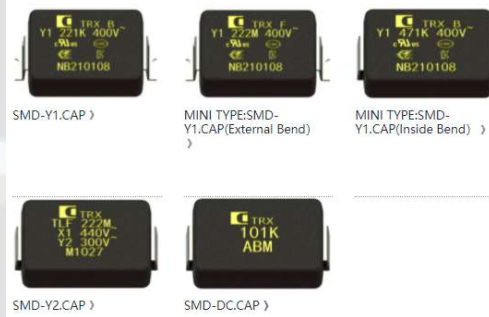 TRX B
Y1 221K 400V~
NB210108
TRX F
Y1 222M 400V~
NB210108
TRX B
Y1 471K 400V~
NB210108
SMD-Y1.CAP 》
MINI TYPE:SMD-
Y1.CAP(External Bend)
》
MINI TYPE:SMD-
Y1.CAP(Inside Bend) 》
TRX
TLF 222M
X1 440V~
Y2 300V~
M1027
TRX
101K
ABM
SMD-Y2.CAP 》
SMD-DC.CAP 》